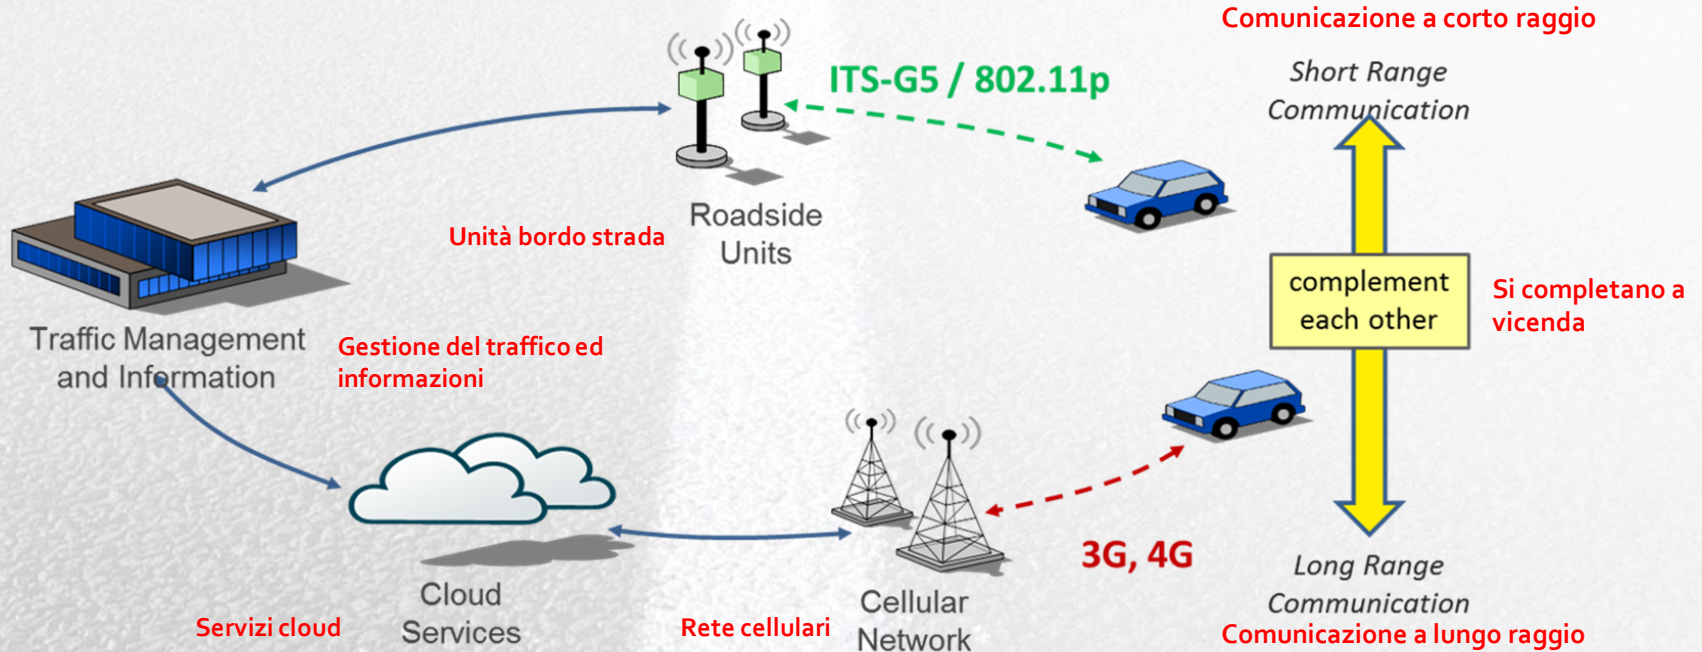 Comunicazione a corto raggio
Short Range
Communication
ITS-G5 / 802.11p
Roadside
Units
Unità bordo strada
complement
each other
Si completano a
vicenda
Traffic Management
and Information
Gestione del traffico ed
informazioni
3G, 4G
Long Range
Communication
Comunicazione a lungo raggio
Cloud
Services
Servizi cloud
Cellular
Network
Rete cellulari